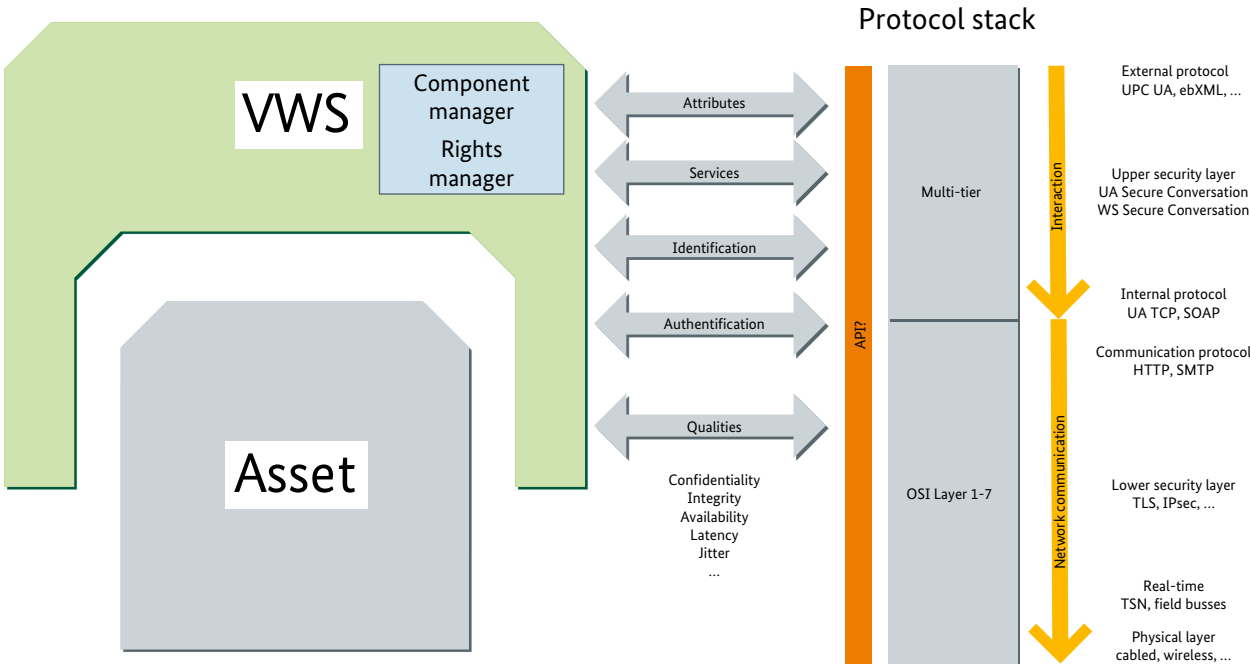 Protocol stack
VWS
Component
manager
Rights
manager
Asset
Attributes
Services
Identification
Authentification
Qualities
Confidentiality
Integrity
Availability
Latency
Jitter
...
API?
Multi-tier
OSI Layer 1-7
Interaction
Network communication
External protocol
UPC UA, ebXML, ...
Upper security layer
UA Secure Conversation
WS Secure Conversation
Internal protocol
UA TCP, SOAP
Communication protocol
HTTP, SMTP
Lower security layer
TLS, IPsec, ...
Real-time
TSN, field busses
Physical layer
cabled, wireless, ...